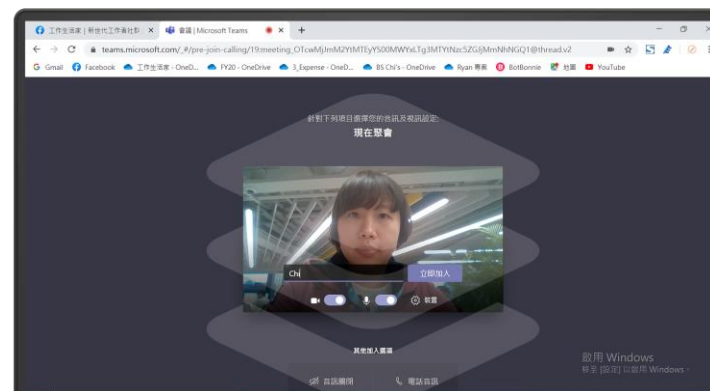 工作生活家 | 新世代工作者社群
會議 | Microsoft Teams
teams.microsoft.com/_#/pre-join-calling/19:meeting_OTcwMjJmM2YtMTEyYS00MWYxLTg3MTYtNzc5ZGJjMmNhNGQ1@thread.v2
Gmail Facebook 工作生活家 - OneD... FY20 - OneDrive 3_Expense - OneD... BS Chi's - OneDrive Ryan 專案 BotBonnie 地圖 YouTube
針對下列項目選擇您的音訊及視訊設定:
現在聚會
Chi 立即加入
裝置
其他加入選項
音訊關閉 電話音訊
啟用 Windows
移至 [設定] 以啟用 Windows。